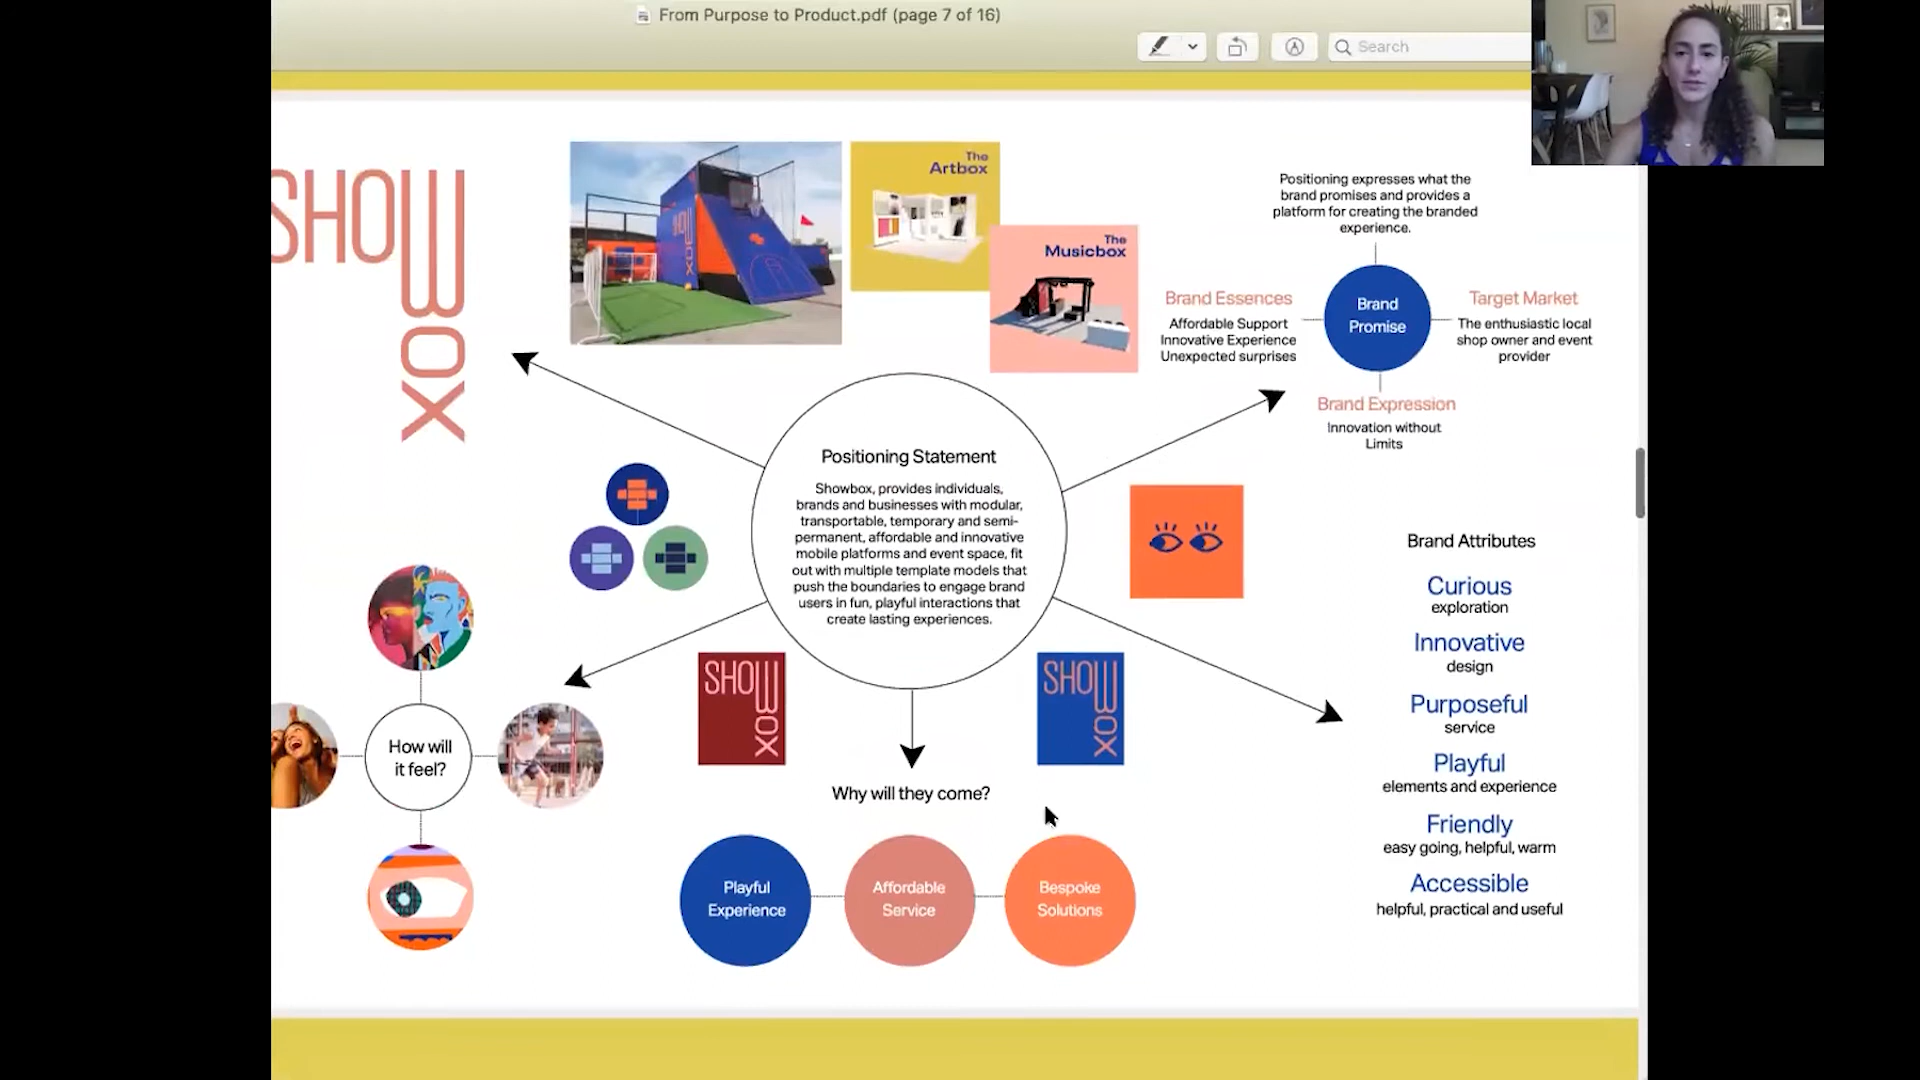 From Purpose to Product.pdf (page 7 of 16)
Search
SHOWBOX
SHOWBOX
The
Artbox
The
Musicbox
Positioning expresses what the
brand promises and provides a
platform for creating the branded
experience.
Brand Essences
Affordable Support
Innovative Experience
Unexpected surprises
Brand
Promise
Target Market
The enthusiastic local
shop owner and event
provider
Brand Expression
Innovation without
Limits
Positioning Statement
Showbox, provides individuals,
brands and businesses with modular,
transportable, temporary and semi-
permanent, affordable and innovative
mobile platforms and event space, fit
out with multiple template models that
push the boundaries to engage brand
users in fun, playful interactions that
create lasting experiences.
Brand Attributes
Curious
exploration
Innovative
design
Purposeful
service
Playful
elements and experience
Friendly
easy going, helpful, warm
Accessible
helpful, practical and useful
How will
it feel?
SHOWBOX
SHOWBOX
Why will they come?
Playful
Experience
Affordable
Service
Bespoke
Solutions